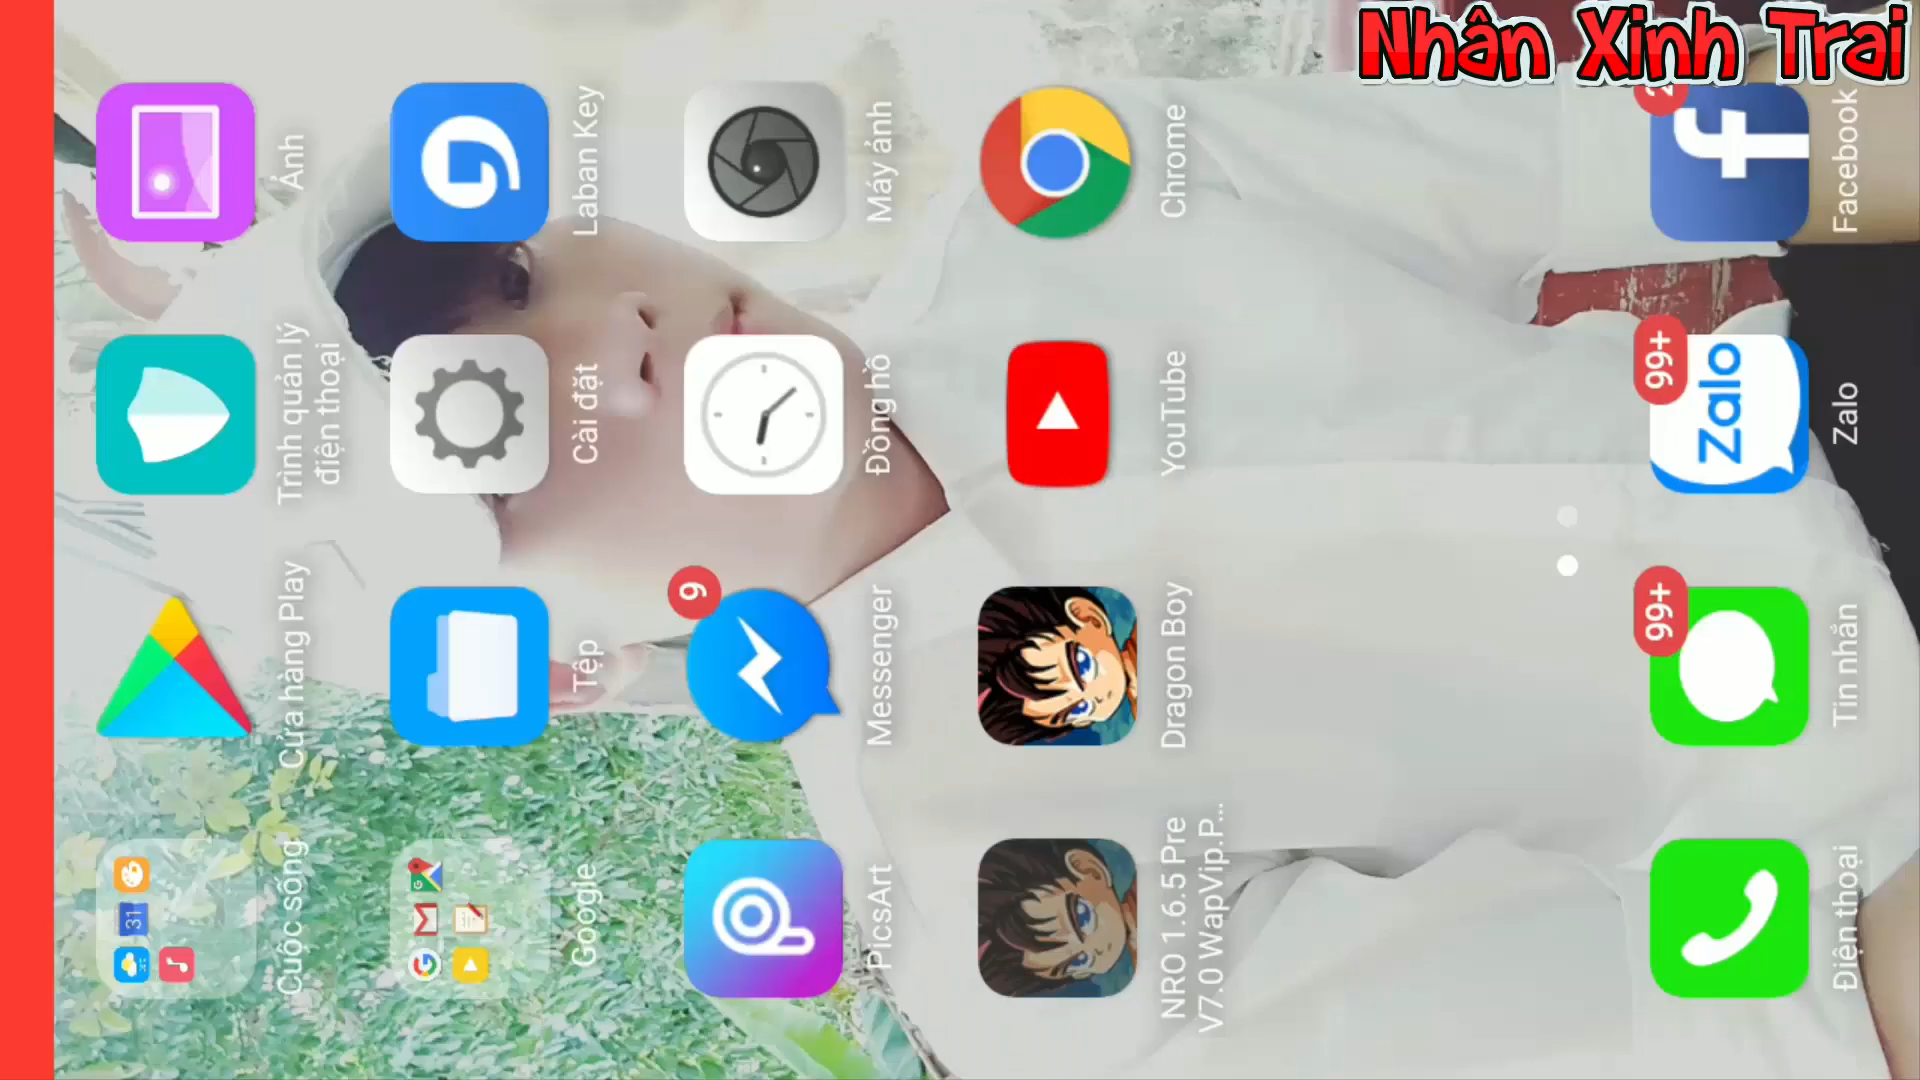 Nhân Xinh Trai
Cuộc sống
Cửa hàng Play
Trình quản lý
điện thoại
Ảnh
Google
Tệp
Cài đặt
Laban Key
PicsArt
9
Messenger
Đồng hồ
Máy ảnh
NRO 1.6.5 Pre
V7.0 WapVip.P...
Dragon Boy
YouTube
Chrome
Điện thoại
99+
Tin nhắn
99+
Zalo
Zalo
Facebook
31